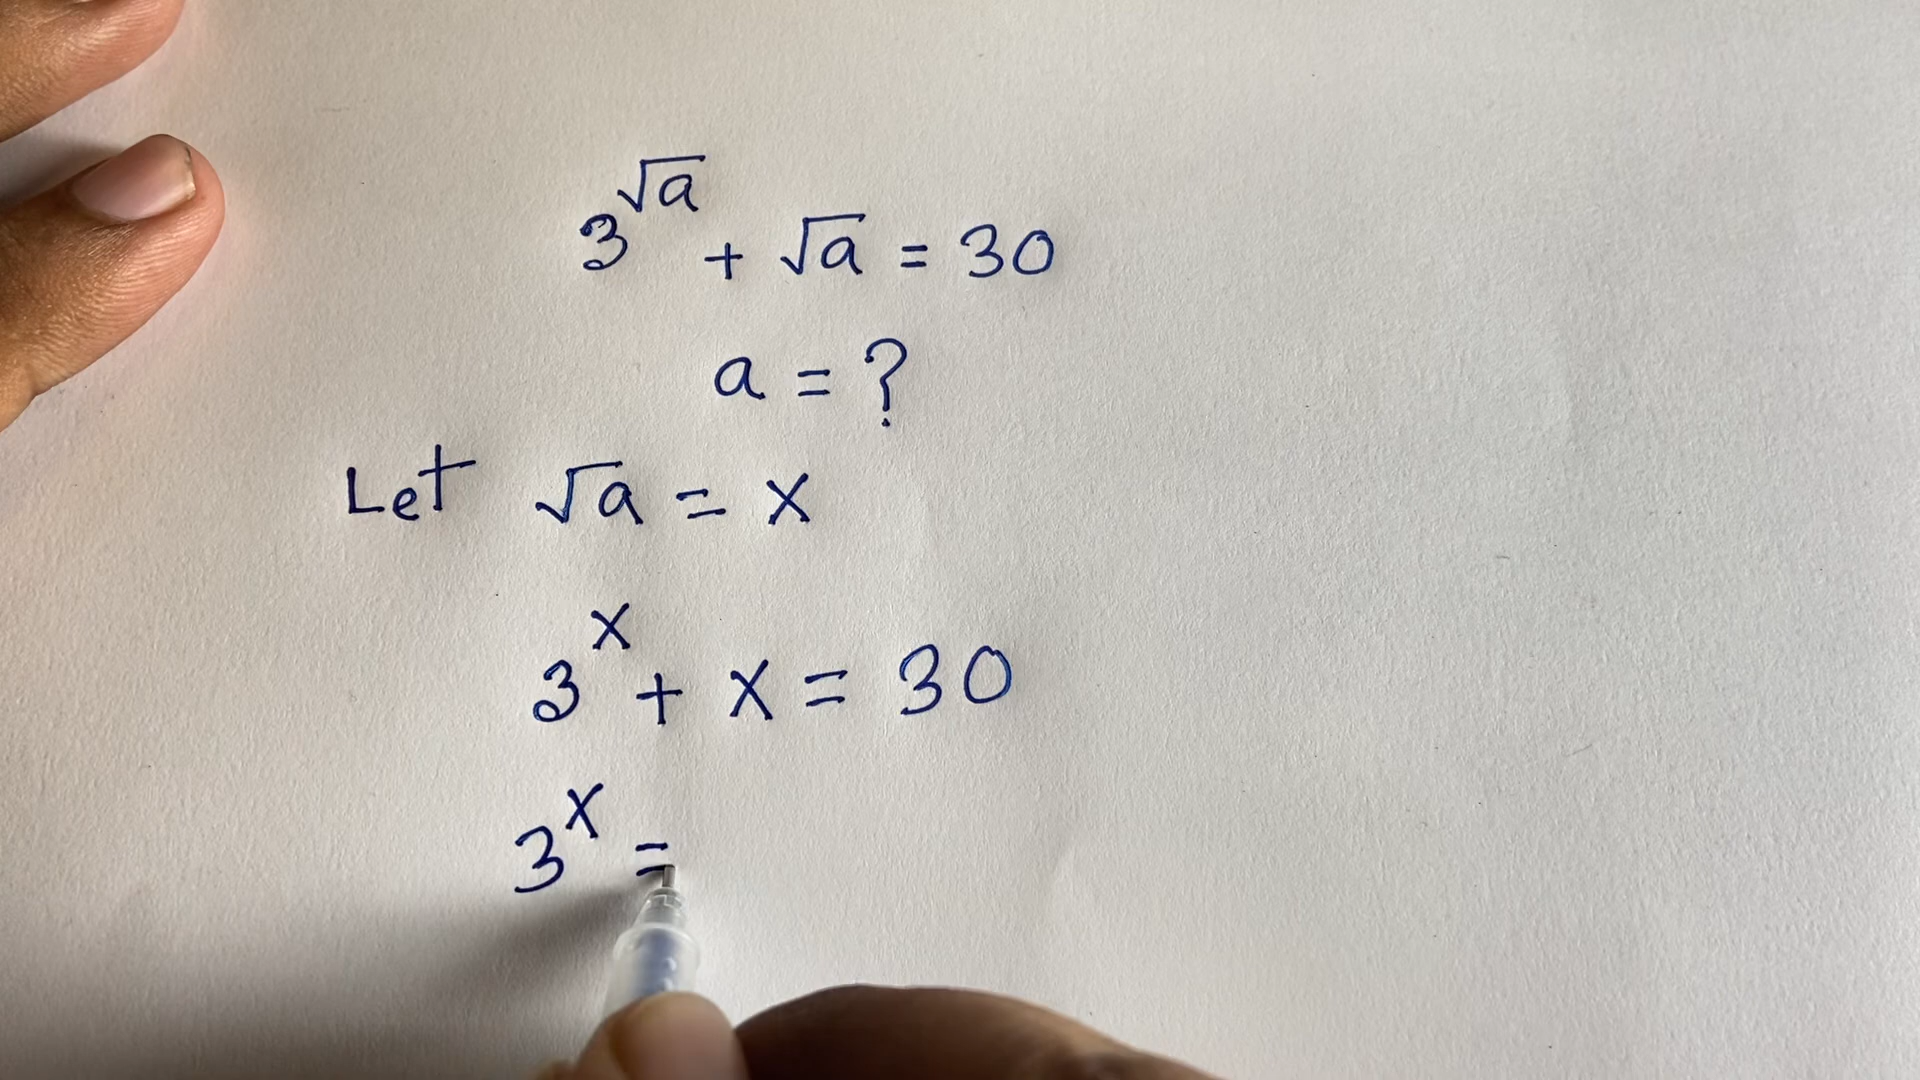 3^√a + √a = 30
a = ?
Let √a = x
3^x + x = 30
3^x =